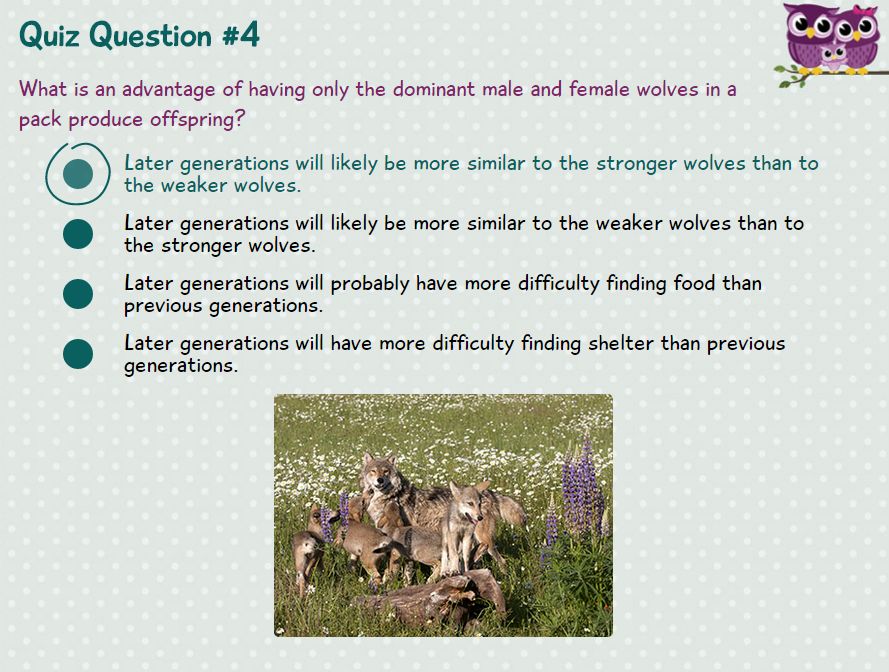 Quiz Question #4
What is an advantage of having only the dominant male and female wolves in a
pack produce offspring?
Later generations will likely be more similar to the stronger wolves than to
the weaker wolves.
Later generations will likely be more similar to the weaker wolves than to
the stronger wolves.
Later generations will probably have more difficulty finding food than
previous generations.
Later generations will have more difficulty finding shelter than previous
generations.